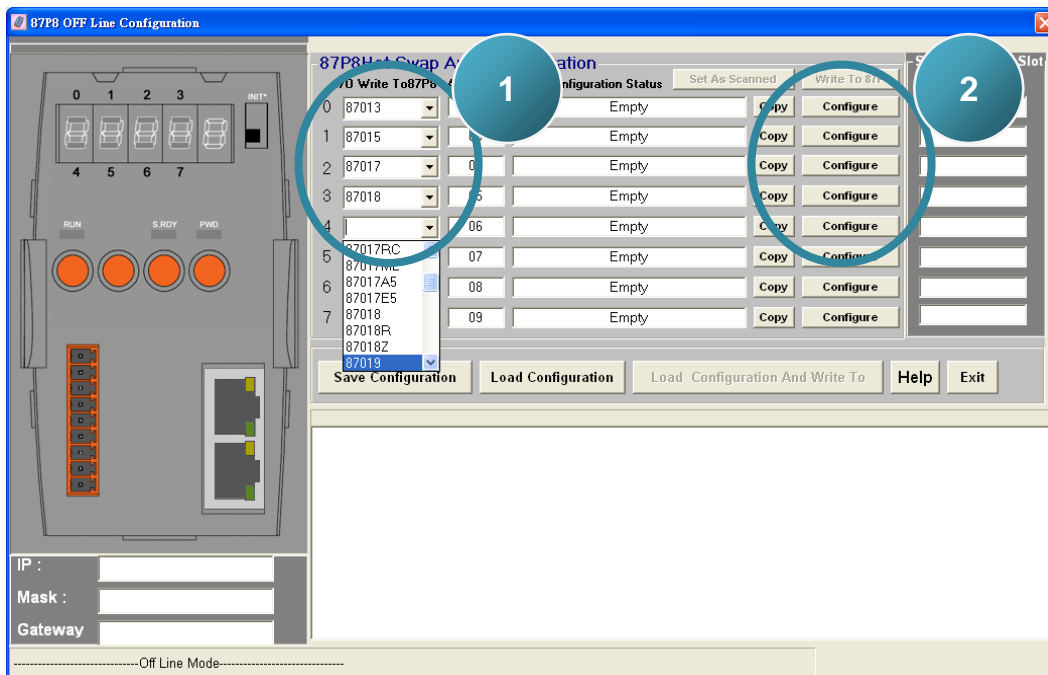 87P8 OFF Line Configuration
0 1 2 3
INIT*
4 5 6 7
RUN S.RDY PWD
IP :
Mask :
Gateway
87P8Hot Swap
1
2
Write To87P8
Configuration Status
Set As Scanned
Write To 87P
Slot
0 87013 Empty Copy Configure
1 87015 Empty Copy Configure
2 87017 Empty Copy Configure
3 87018 05 Empty Copy Configure
4 06 Empty Copy Configure
5 07 Empty Copy Configure
6 08 Empty Copy Configure
7 09 Empty Copy Configure
87017RC
87017A5
87017E5
87018
87018R
87018Z
87019
Save Configuration Load Configuration Load Configuration And Write To Help Exit
-------------------------------Off Line Mode-------------------------------